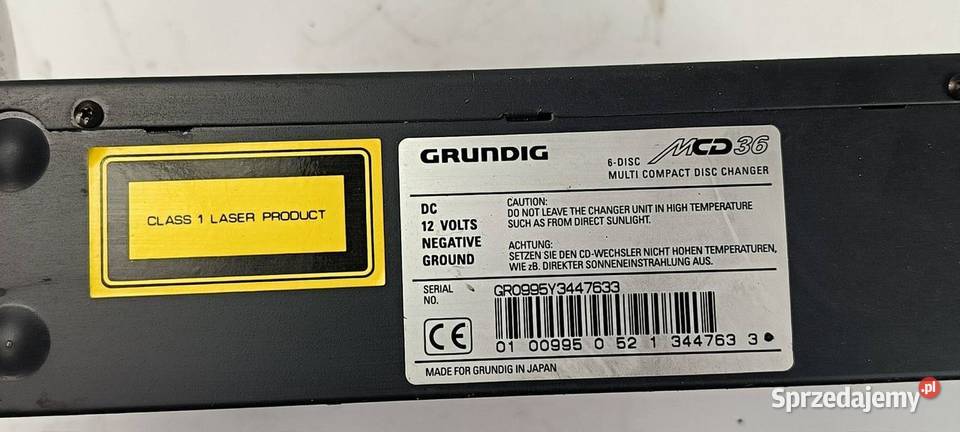 CLASS 1 LASER PRODUCT
GRUNDIG
6-DISC MCD 36
MULTI COMPACT DISC CHANGER
DC
12 VOLTS
NEGATIVE
GROUND
CAUTION:
DO NOT LEAVE THE CHANGER UNIT IN HIGH TEMPERATURE
SUCH AS FROM DIRECT SUNLIGHT.
ACHTUNG:
SETZEN SIE DEN CD-WECHSLER NICHT HOHEN TEMPERATUREN,
WIE zB. DIREKTER SONNENEINSTRAHLUNG AUS.
SERIAL
NO.
GR0995Y3447633
CE
01 00995 0 52 1 344763 3
MADE FOR GRUNDIG IN JAPAN
Sprzedajemy.pl